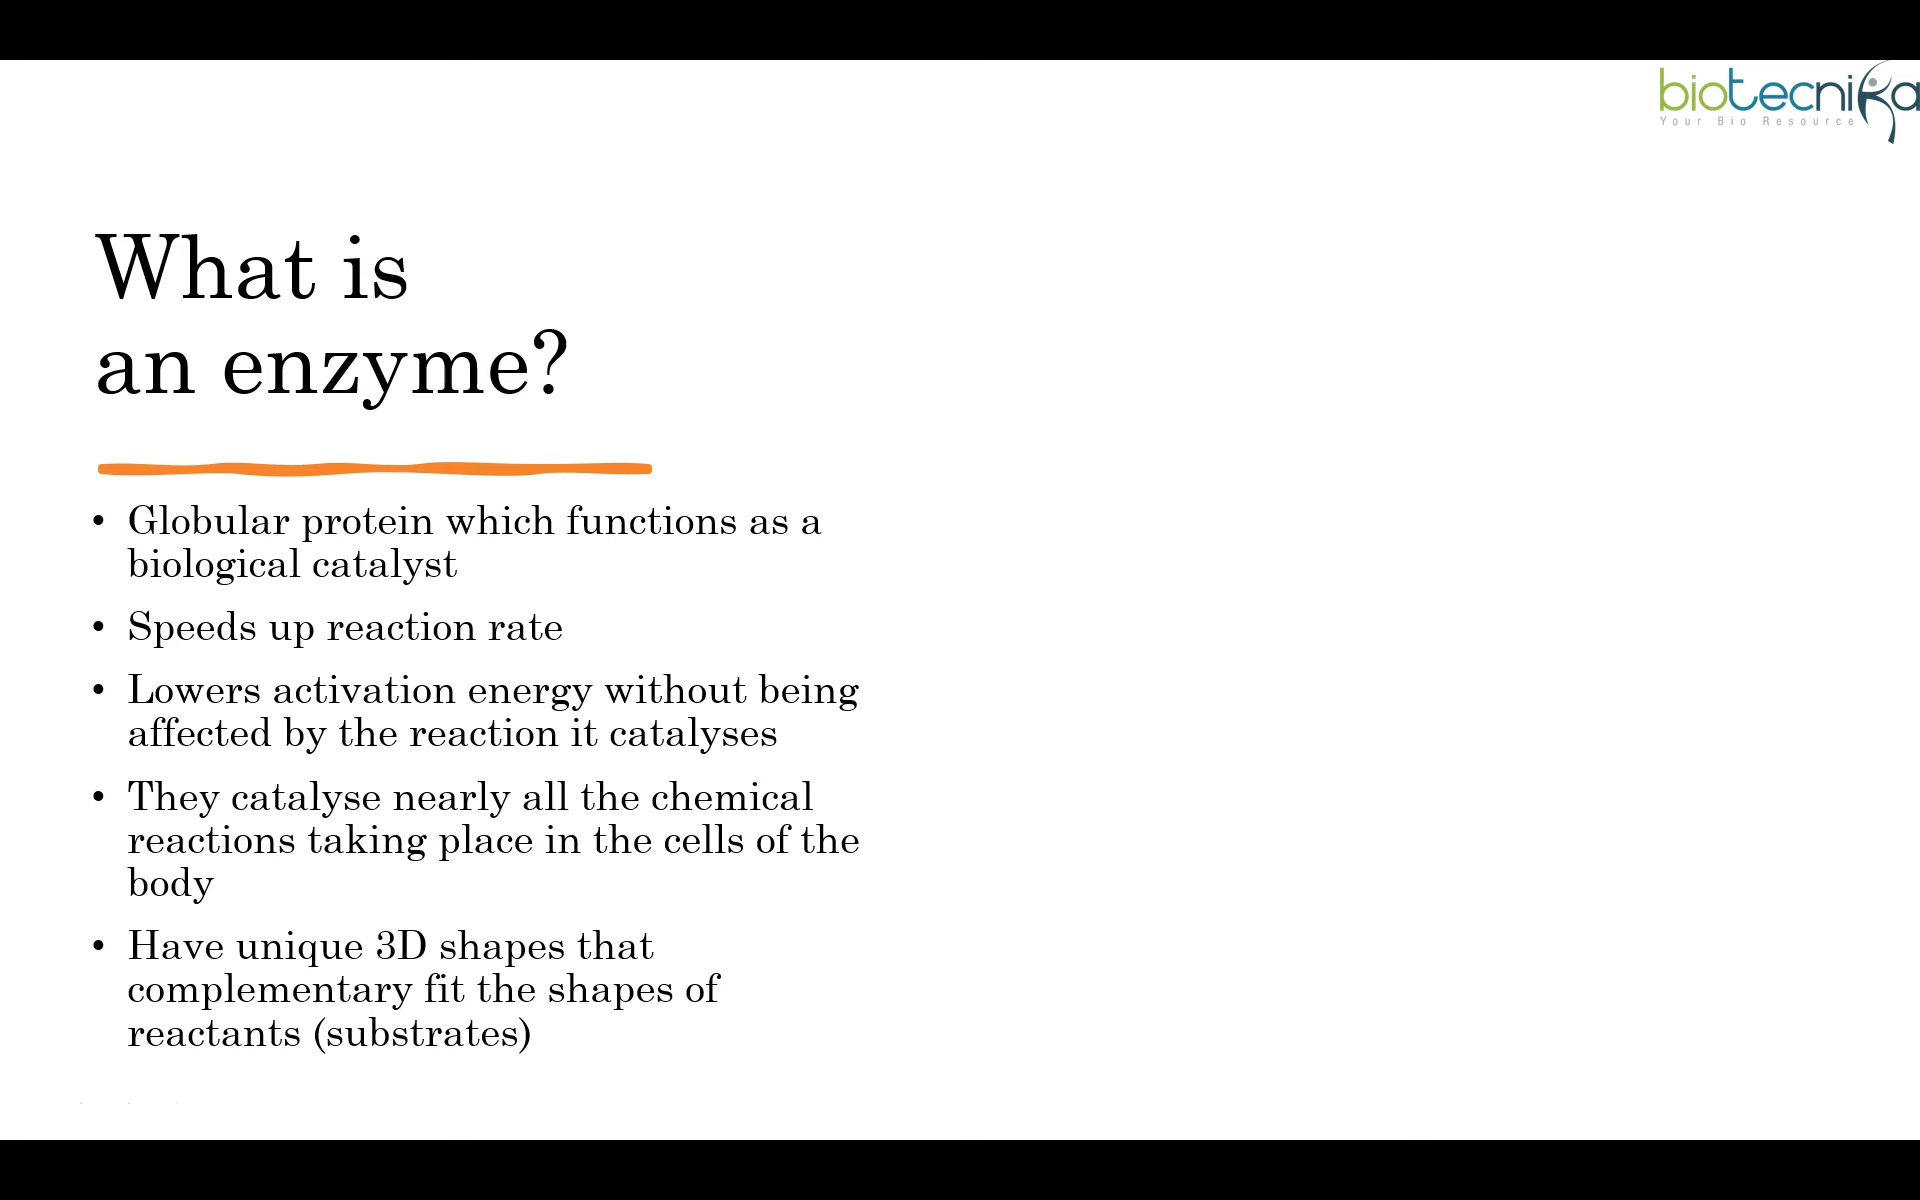 biotecnika
Your Bio Resource
What is
an enzyme?
• Globular protein which functions as a
biological catalyst
• Speeds up reaction rate
• Lowers activation energy without being
affected by the reaction it catalyses
• They catalyse nearly all the chemical
reactions taking place in the cells of the
body
• Have unique 3D shapes that
complementary fit the shapes of
reactants (substrates)